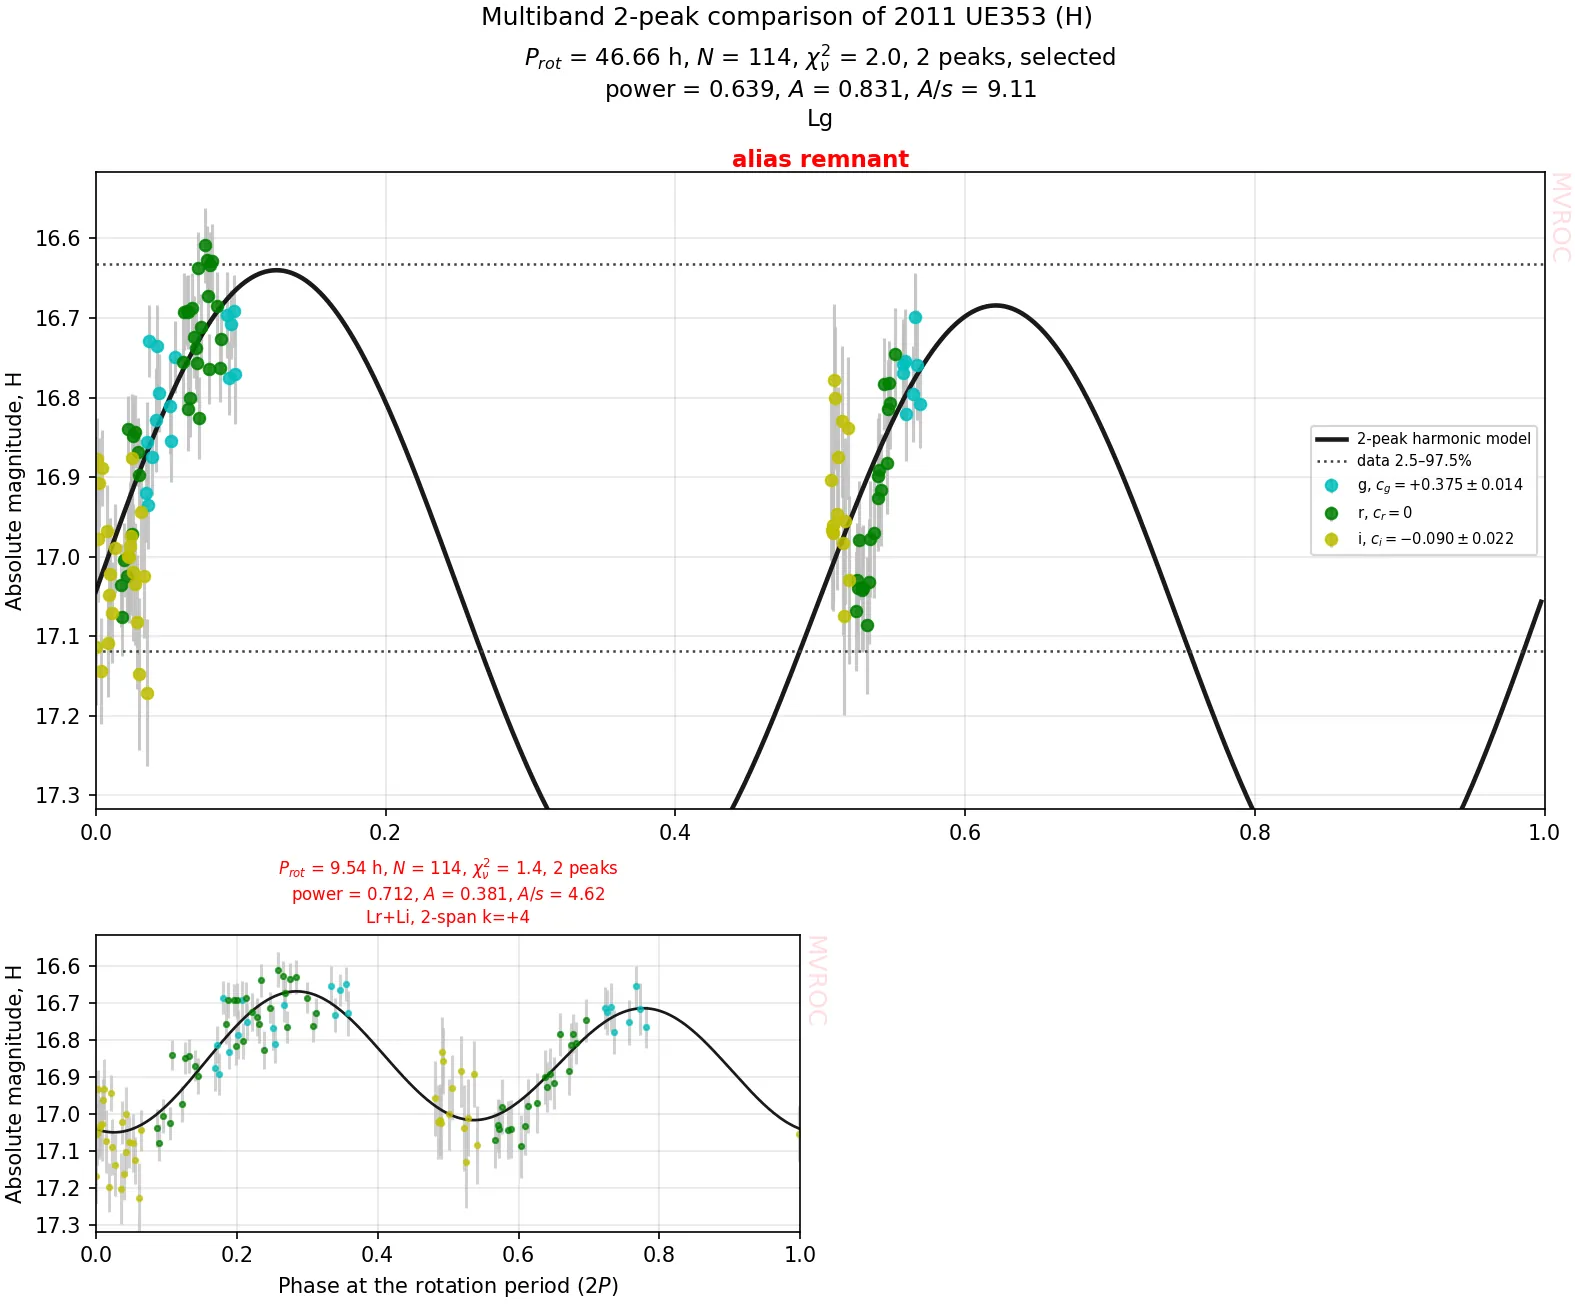 Multiband 2-peak comparison of 2011 UE353 (H)
P_rot = 46.66 h, N = 114, χ²_ν = 2.0, 2 peaks, selected
power = 0.639, A = 0.831, A/s = 9.11
Lg
alias remnant
MVROC
Absolute magnitude, H
16.6
16.7
16.8
16.9
17.0
17.1
17.2
17.3
2-peak harmonic model
data 2.5–97.5%
g, c_g = +0.375 ± 0.014
r, c_r = 0
i, c_i = −0.090 ± 0.022
0.0 0.2 0.4 0.6 0.8 1.0
P_rot = 9.54 h, N = 114, χ²_ν = 1.4, 2 peaks
power = 0.712, A = 0.381, A/s = 4.62
Lr+Li, 2-span k=+4
MVROC
Absolute magnitude, H
16.6
16.7
16.8
16.9
17.0
17.1
17.2
17.3
0.0 0.2 0.4 0.6 0.8 1.0
Phase at the rotation period (2P)